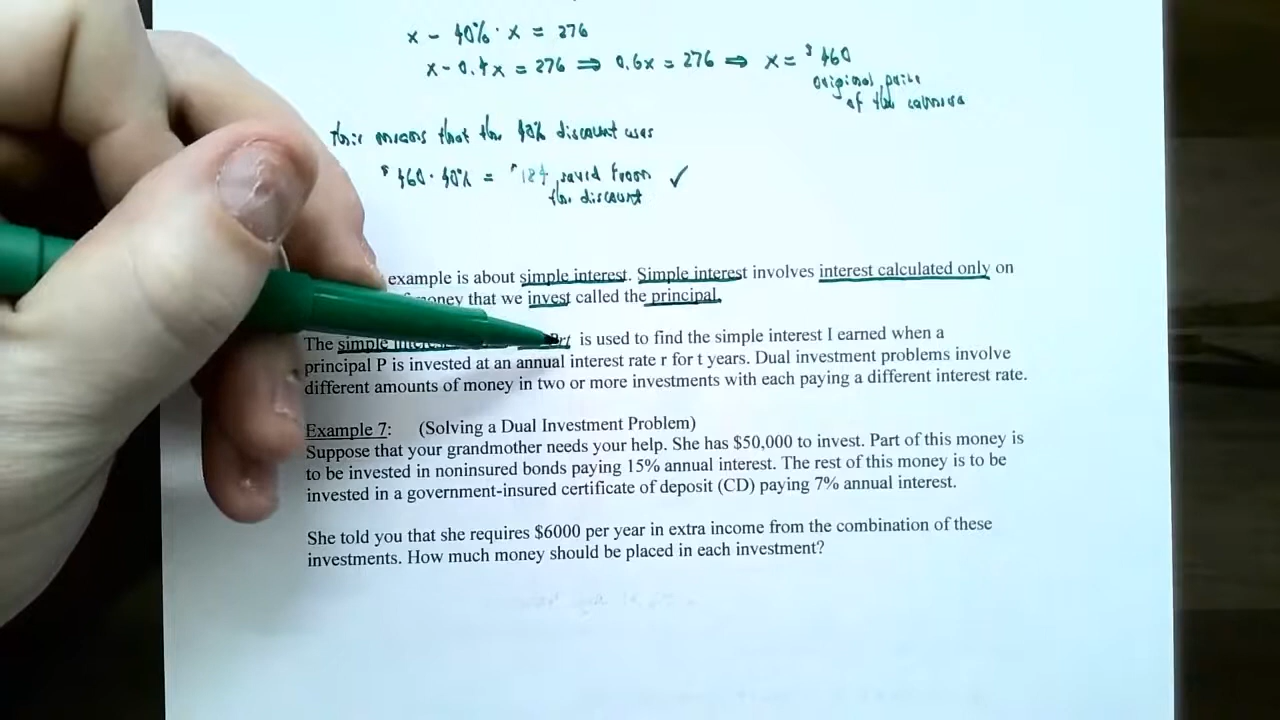 x - 40% · x = 276
x - 0.4x = 276 ⇒ 0.6x = 276 ⇒ x = $460
original price
of the camera
This means that the 40% discount was
$460 · 40% = $184 saved from ✓
the discount
example is about simple interest. Simple interest involves interest calculated only on
money that we invest called the principal.
The simple interest rt is used to find the simple interest I earned when a
principal P is invested at an annual interest rate r for t years. Dual investment problems involve
different amounts of money in two or more investments with each paying a different interest rate.
Example 7: (Solving a Dual Investment Problem)
Suppose that your grandmother needs your help. She has $50,000 to invest. Part of this money is
to be invested in noninsured bonds paying 15% annual interest. The rest of this money is to be
invested in a government-insured certificate of deposit (CD) paying 7% annual interest.
She told you that she requires $6000 per year in extra income from the combination of these
investments. How much money should be placed in each investment?